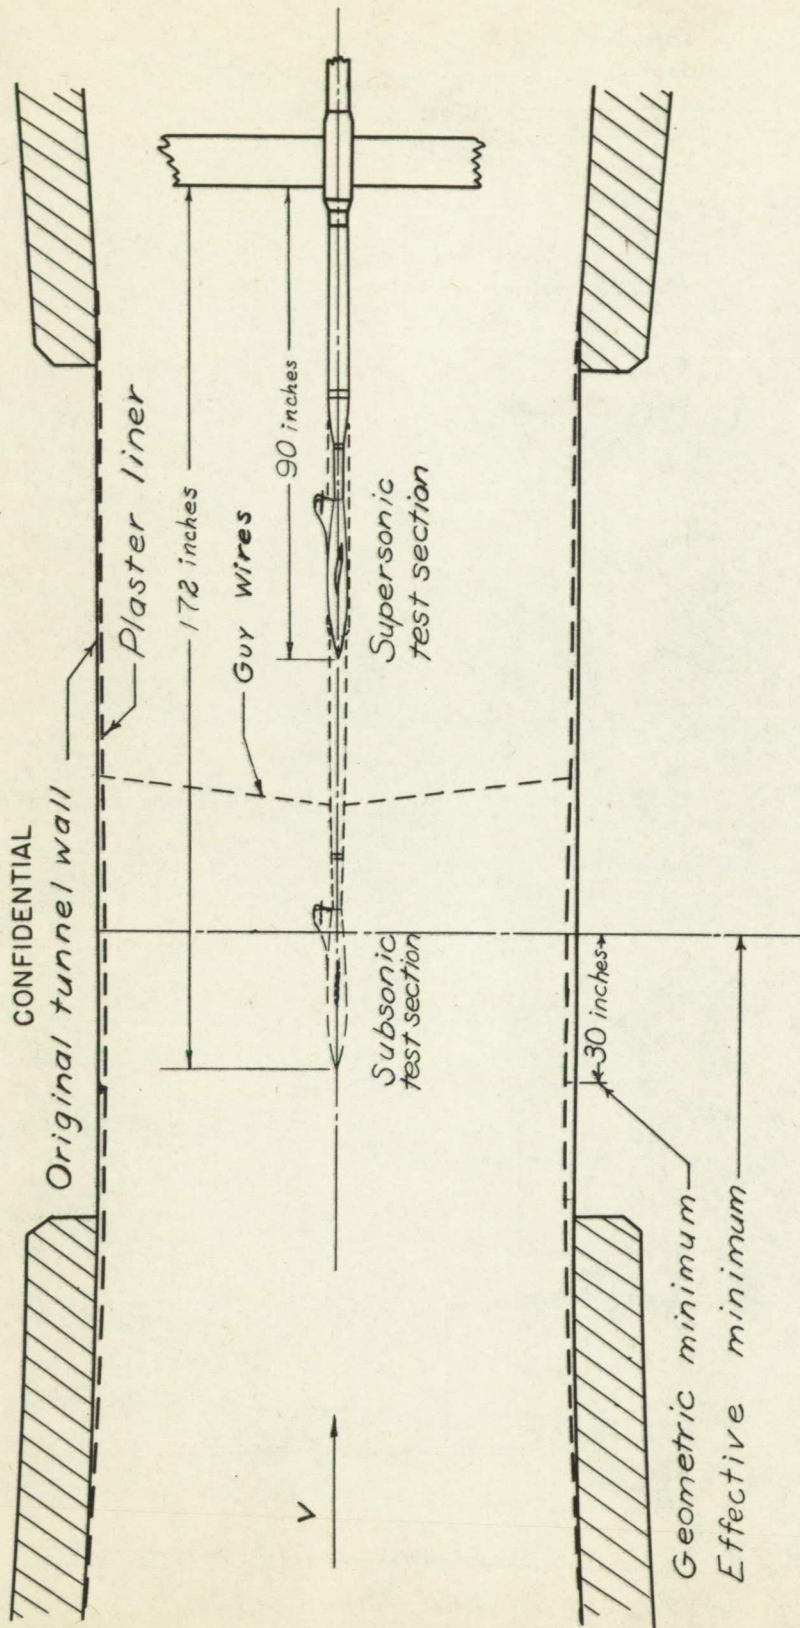 CONFIDENTIAL
Original tunnel wall
Plaster liner
172 inches
Guy Wires
90 inches
Supersonic
test section
Subsonic
test section
30 inches
V
Geometric minimum
Effective minimum